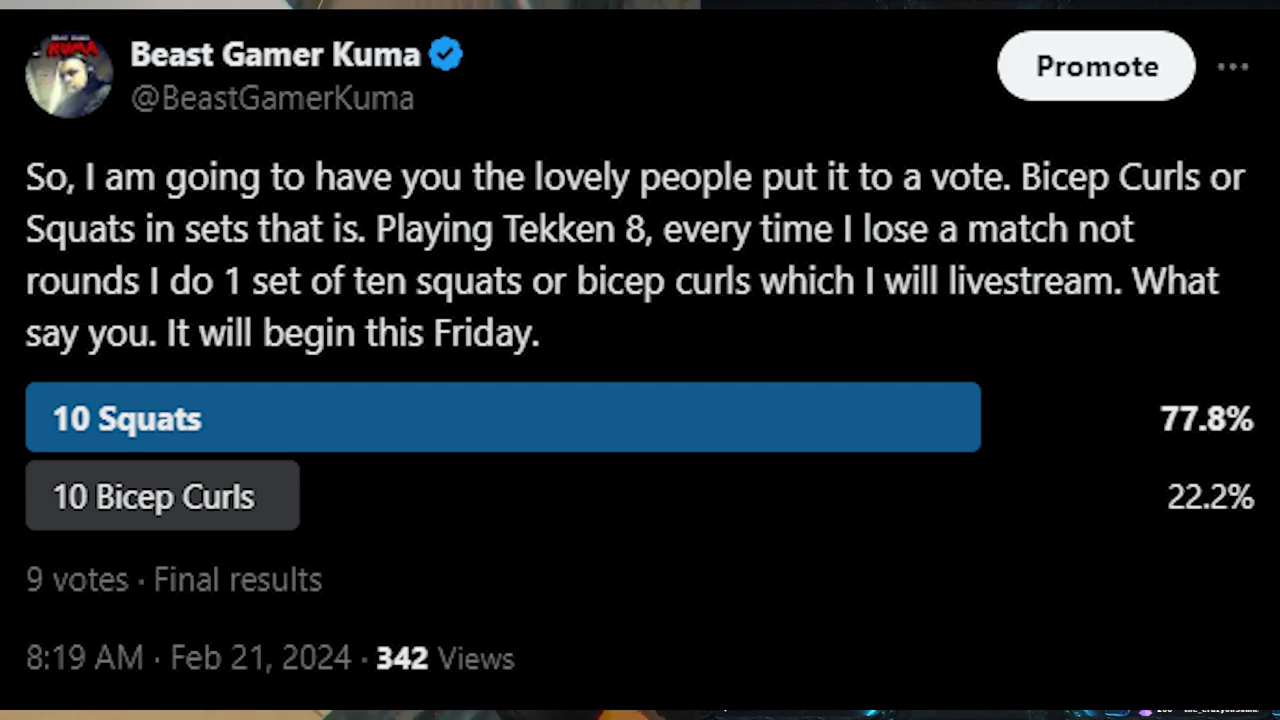 Beast Gamer Kuma
Promote
@BeastGamerKuma
So, I am going to have you the lovely people put it to a vote. Bicep Curls or
Squats in sets that is. Playing Tekken 8, every time I lose a match not
rounds I do 1 set of ten squats or bicep curls which I will livestream. What
say you. It will begin this Friday.
10 Squats
77.8%
10 Bicep Curls
22.2%
9 votes · Final results
8:19 AM · Feb 21, 2024 · 342 Views